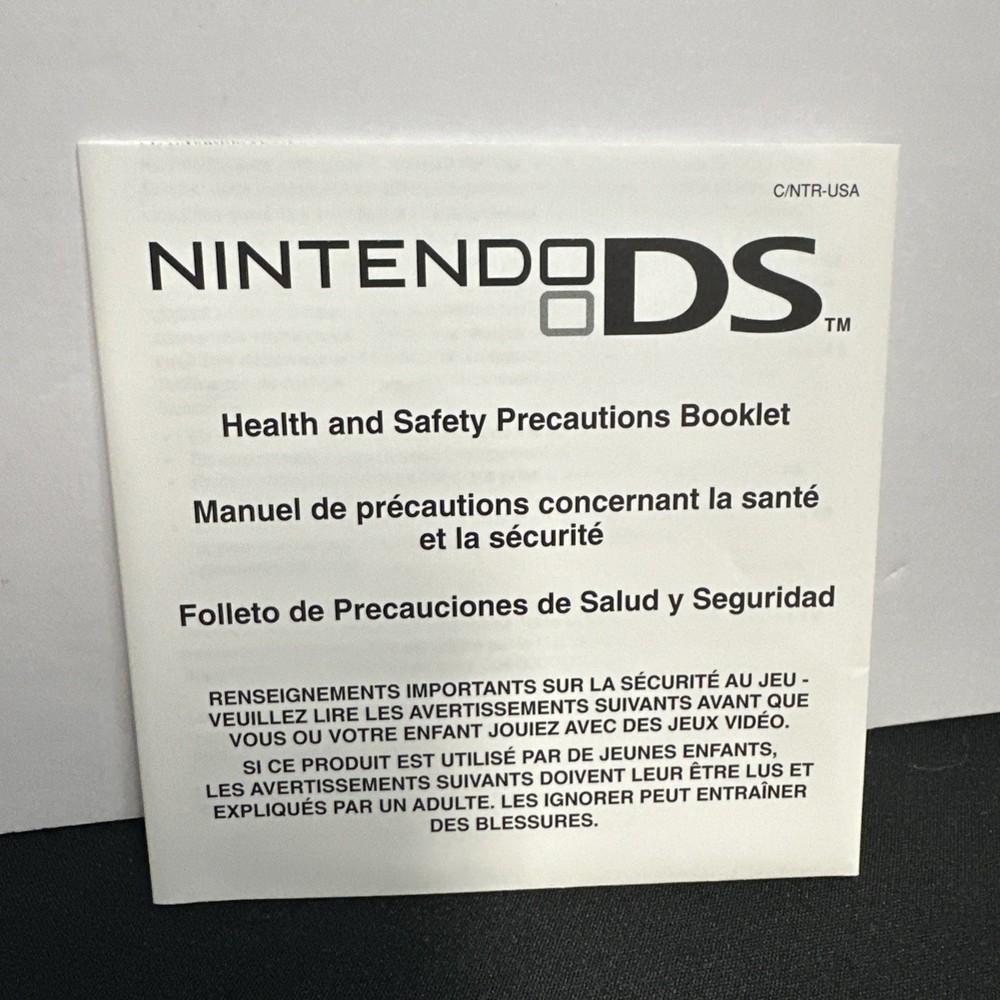 C/NTR-USA
NINTENDO DS™
Health and Safety Precautions Booklet
Manuel de précautions concernant la santé
et la sécurité
Folleto de Precauciones de Salud y Seguridad
RENSEIGNEMENTS IMPORTANTS SUR LA SÉCURITÉ AU JEU -
VEUILLEZ LIRE LES AVERTISSEMENTS SUIVANTS AVANT QUE
VOUS OU VOTRE ENFANT JOUIEZ AVEC DES JEUX VIDÉO.
SI CE PRODUIT EST UTILISÉ PAR DE JEUNES ENFANTS,
LES AVERTISSEMENTS SUIVANTS DOIVENT LEUR ÊTRE LUS ET
EXPLIQUÉS PAR UN ADULTE. LES IGNORER PEUT ENTRAÎNER
DES BLESSURES.